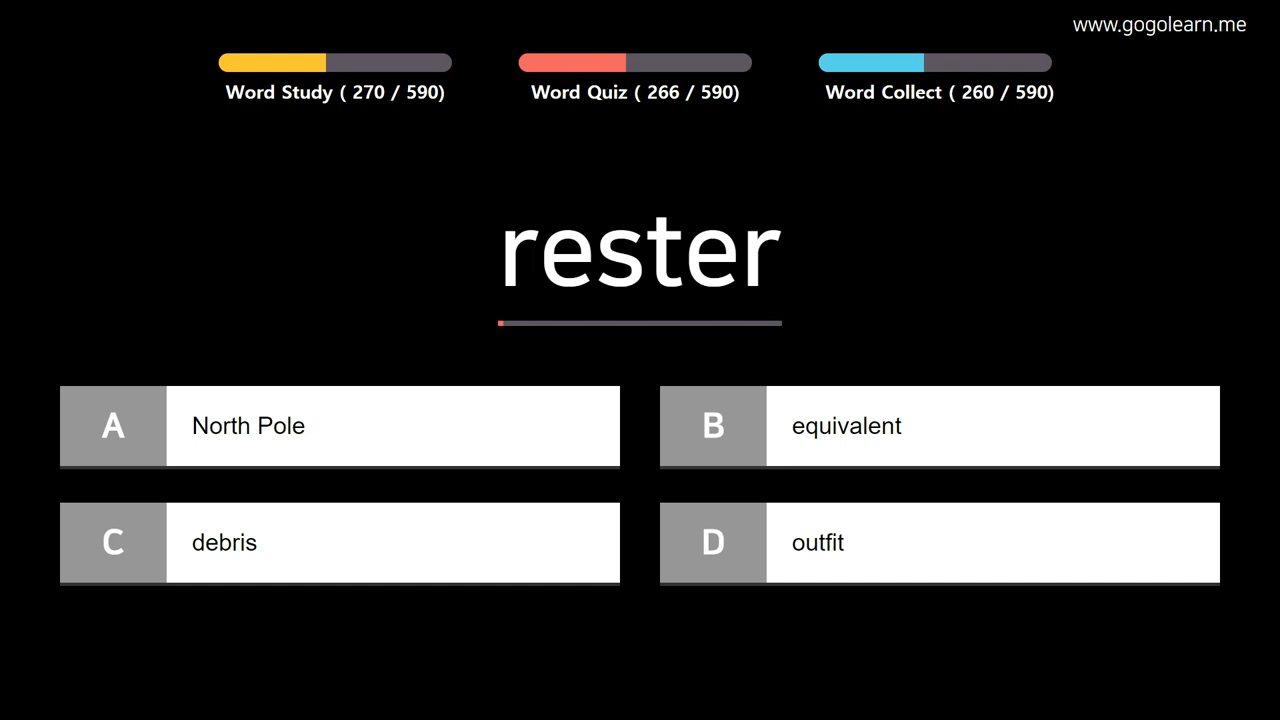 www.gogolearn.me
Word Study ( 270 / 590)
Word Quiz ( 266 / 590)
Word Collect ( 260 / 590)
rester
A North Pole
B equivalent
C debris
D outfit